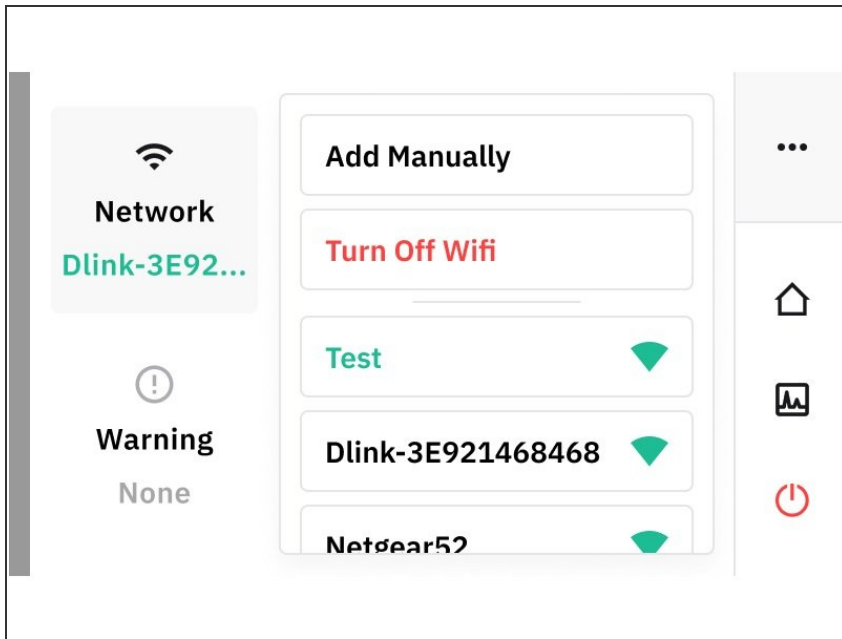 Network
Dlink-3E92...
Warning
None
Add Manually
Turn Off Wifi
Test
Dlink-3E921468468
Netgear52